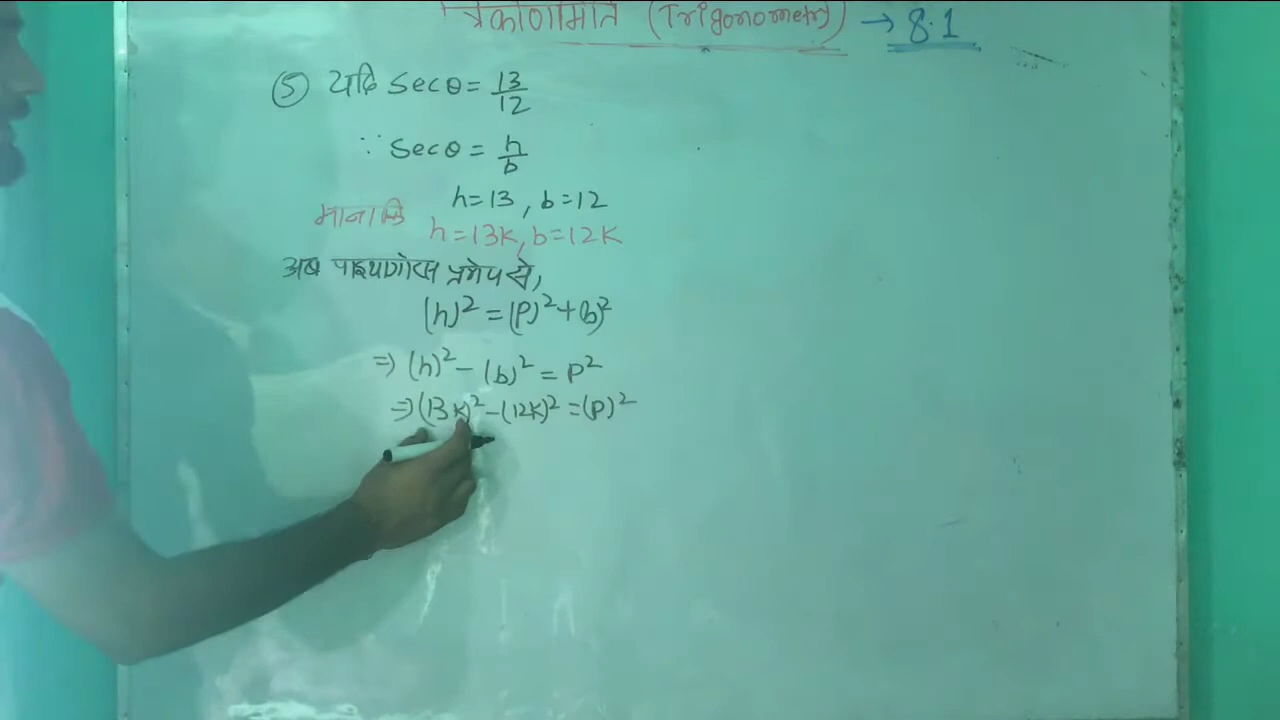 त्रिकोणमिति (Trigonometry) → 8.1
(5) यदि secθ = 13/12
∵ secθ = h/b
h=13, b=12
माना कि
h=13K, b=12K
अब पाइथागोरस प्रमेय से,
(h)² = (P)² + (b)²
⇒ (h)² - (b)² = P²
⇒ (13K)² - (12K)² = (P)²